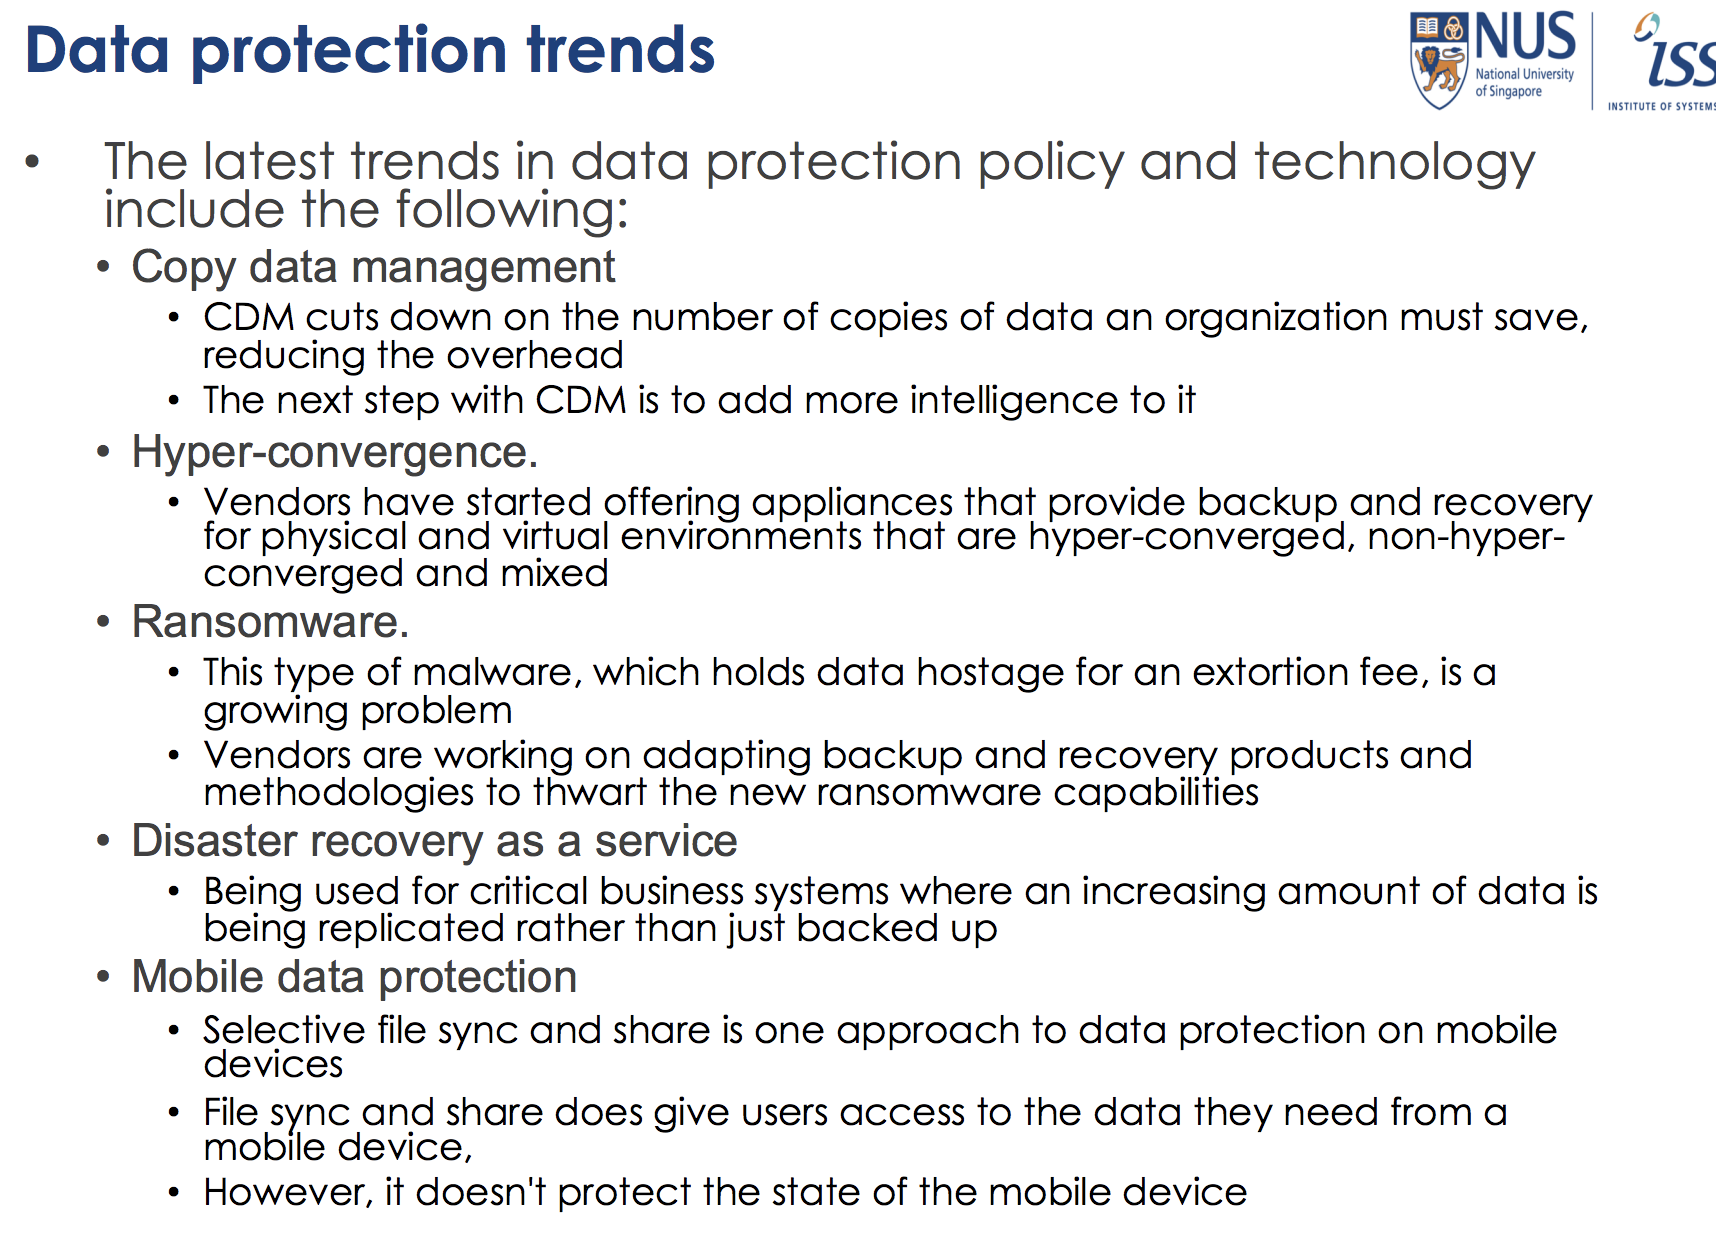 Data protection trends
NUS
National University
of Singapore
iss
INSTITUTE OF SYSTEMS
• The latest trends in data protection policy and technology
include the following:
• Copy data management
• CDM cuts down on the number of copies of data an organization must save,
reducing the overhead
• The next step with CDM is to add more intelligence to it
• Hyper-convergence.
• Vendors have started offering appliances that provide backup and recovery
for physical and virtual environments that are hyper-converged, non-hyper-
converged and mixed
• Ransomware.
• This type of malware, which holds data hostage for an extortion fee, is a
growing problem
• Vendors are working on adapting backup and recovery products and
methodologies to thwart the new ransomware capabilities
• Disaster recovery as a service
• Being used for critical business systems where an increasing amount of data is
being replicated rather than just backed up
• Mobile data protection
• Selective file sync and share is one approach to data protection on mobile
devices
• File sync and share does give users access to the data they need from a
mobile device,
• However, it doesn't protect the state of the mobile device